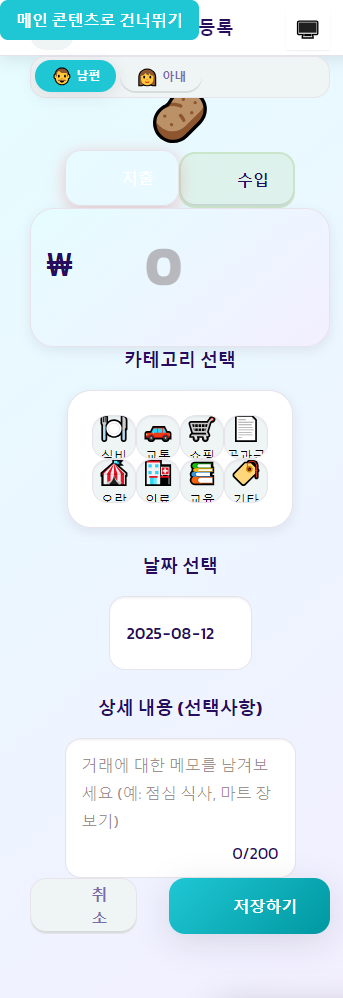 메인 콘텐츠로 건너뛰기
등록
남편
아내
지출
수입
₩
0
카테고리 선택
식비 교통 쇼핑 공과금
오락 의료 교육 기타
날짜 선택
2025-08-12
상세 내용 (선택사항)
거래에 대한 메모를 남겨보
세요 (예: 점심 식사, 마트 장
보기)
0/200
취
소
저장하기